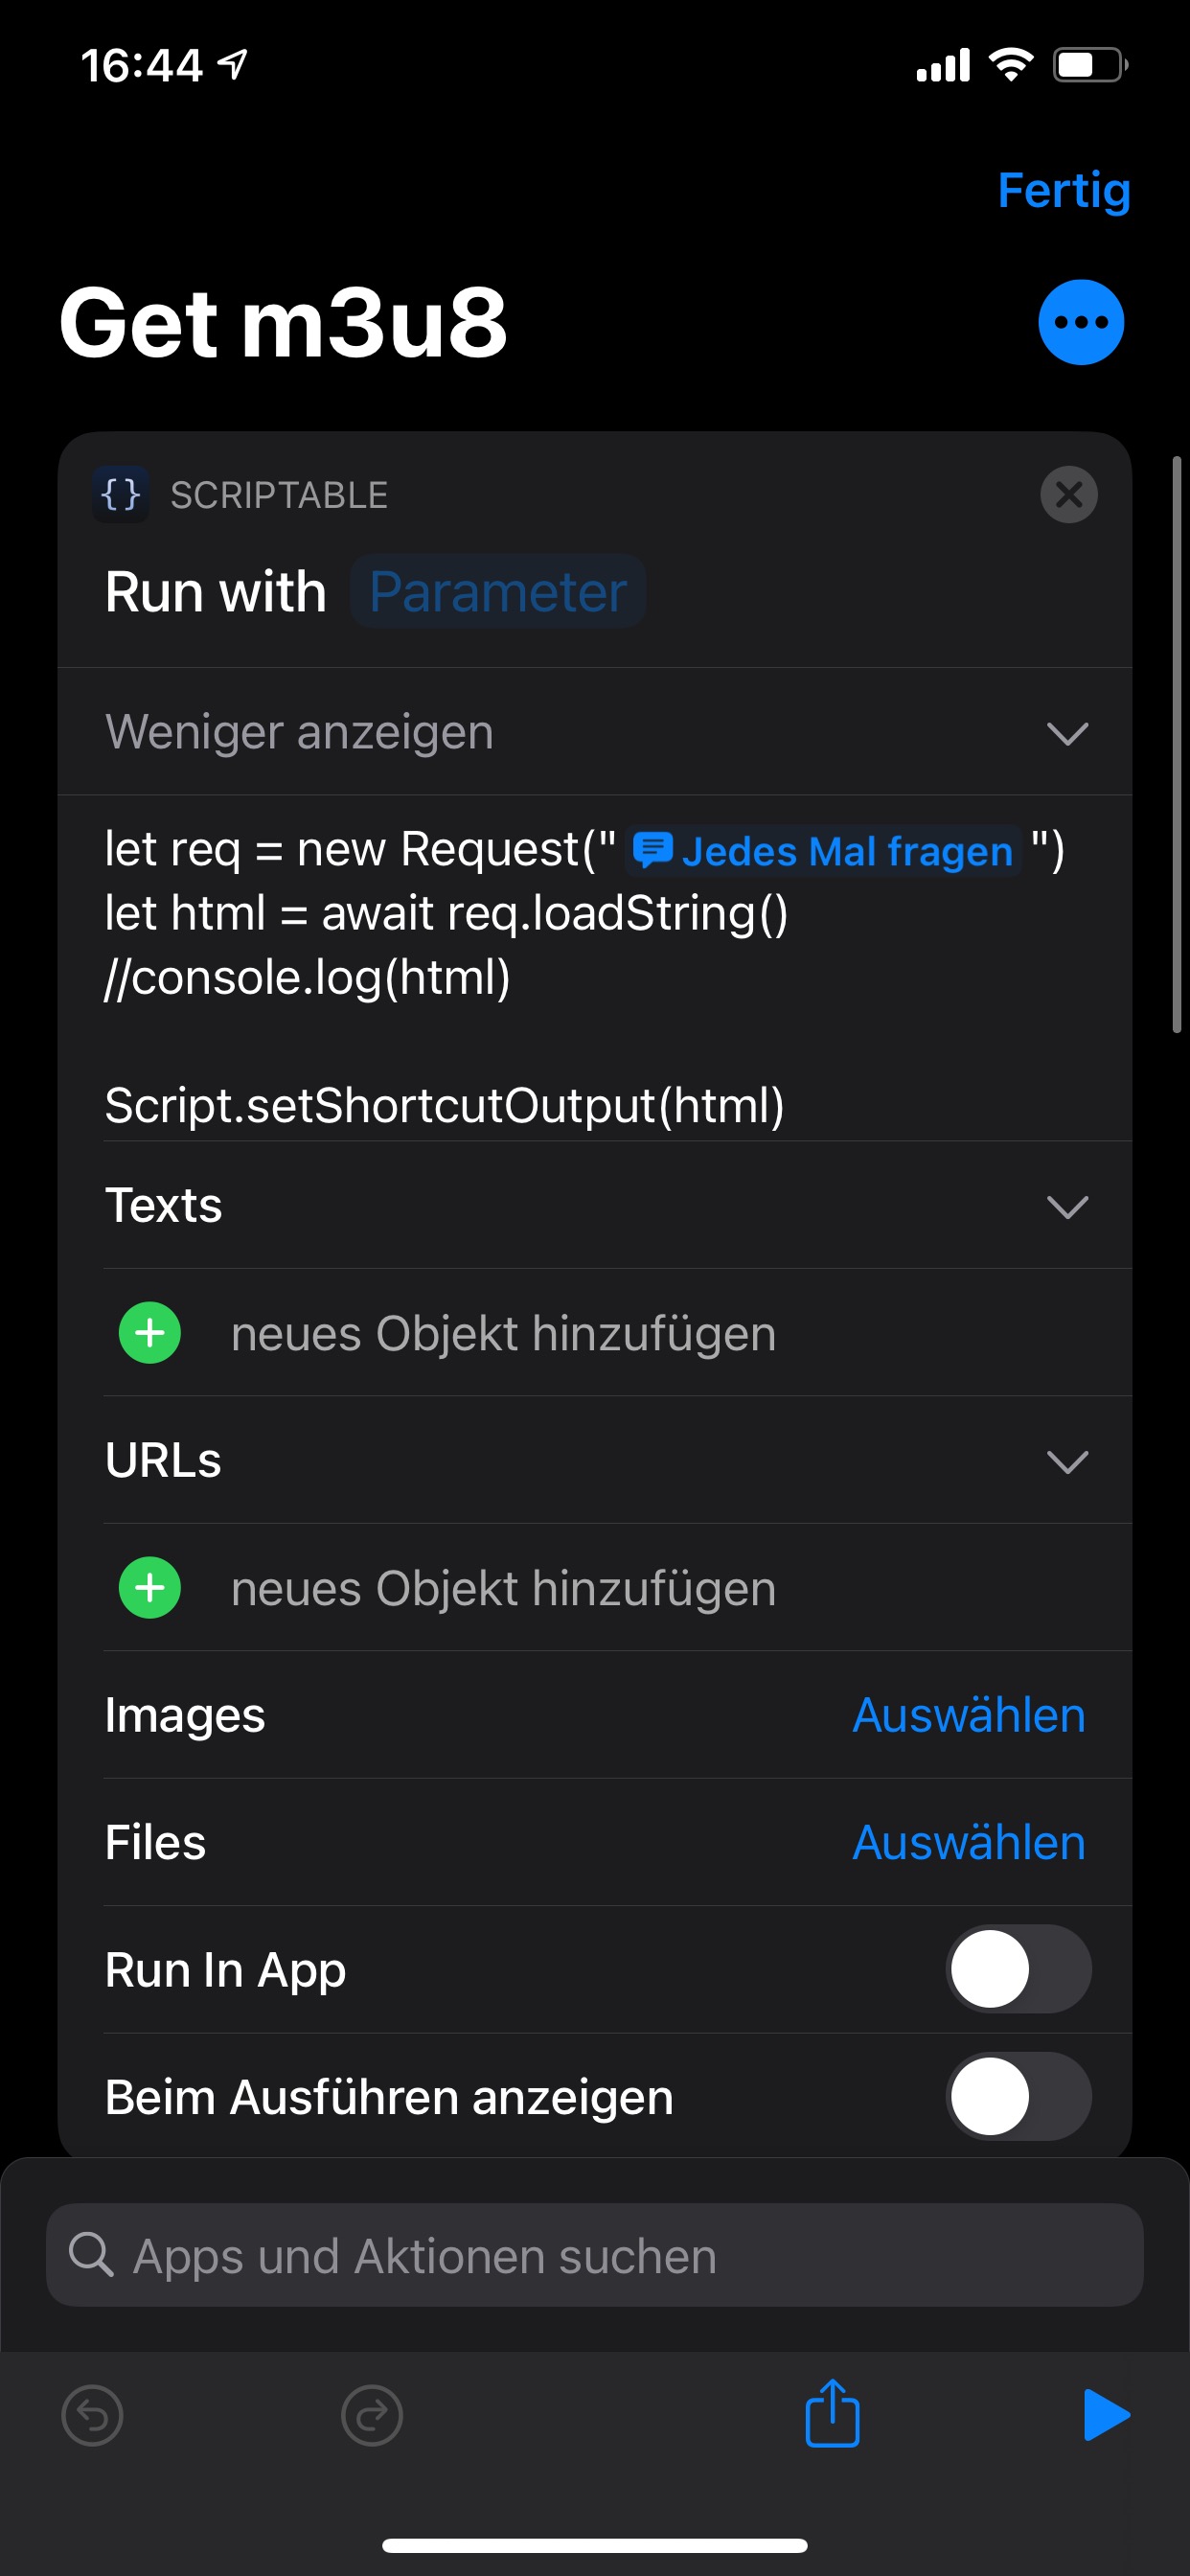 16:44
Fertig
Get m3u8
{} SCRIPTABLE
Run with Parameter
Weniger anzeigen
let req = new Request(" Jedes Mal fragen ")
let html = await req.loadString()
//console.log(html)
Script.setShortcutOutput(html)
Texts
neues Objekt hinzufügen
URLs
neues Objekt hinzufügen
Images Auswählen
Files Auswählen
Run In App
Beim Ausführen anzeigen
Apps und Aktionen suchen